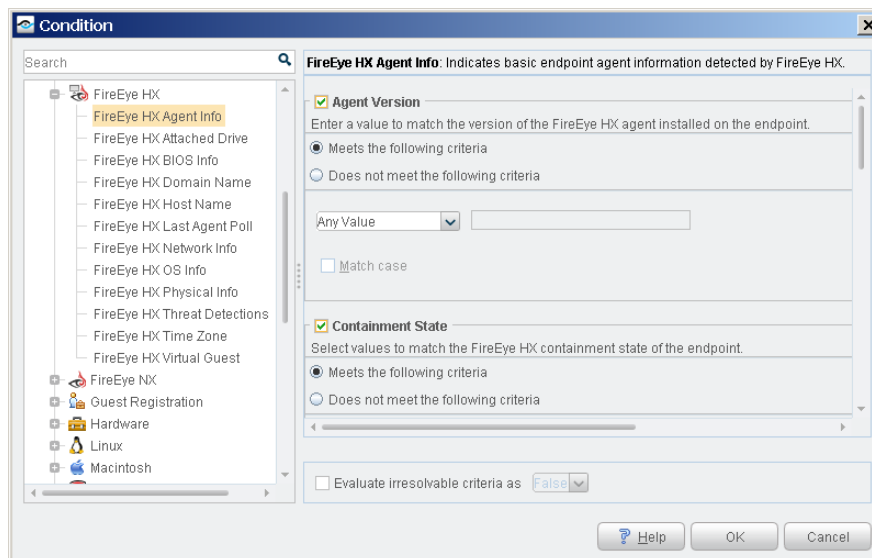 Condition
Search
FireEye HX
FireEye HX Agent Info
FireEye HX Attached Drive
FireEye HX BIOS Info
FireEye HX Domain Name
FireEye HX Host Name
FireEye HX Last Agent Poll
FireEye HX Network Info
FireEye HX OS Info
FireEye HX Physical Info
FireEye HX Threat Detections
FireEye HX Time Zone
FireEye HX Virtual Guest
FireEye NX
Guest Registration
Hardware
Linux
Macintosh
FireEye HX Agent Info: Indicates basic endpoint agent information detected by FireEye HX.
Agent Version
Enter a value to match the version of the FireEye HX agent installed on the endpoint.
Meets the following criteria
Does not meet the following criteria
Any Value
Match case
Containment State
Select values to match the FireEye HX containment state of the endpoint.
Meets the following criteria
Does not meet the following criteria
Evaluate irresolvable criteria as False
Help OK Cancel